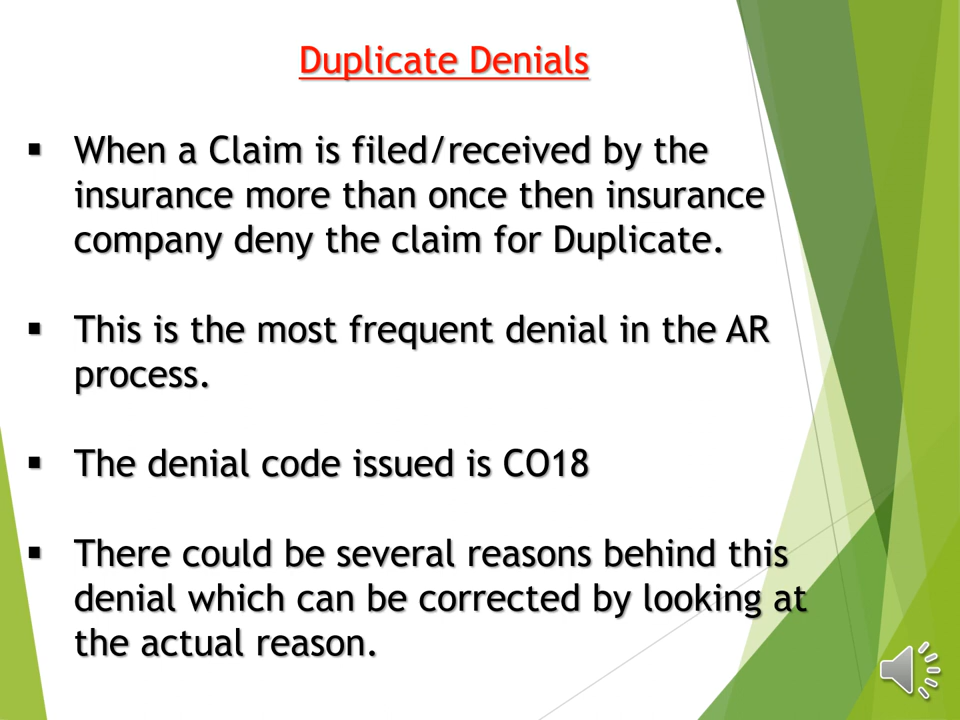 Duplicate Denials
▪ When a Claim is filed/received by the
insurance more than once then insurance
company deny the claim for Duplicate.
▪ This is the most frequent denial in the AR
process.
▪ The denial code issued is CO18
▪ There could be several reasons behind this
denial which can be corrected by looking at
the actual reason.